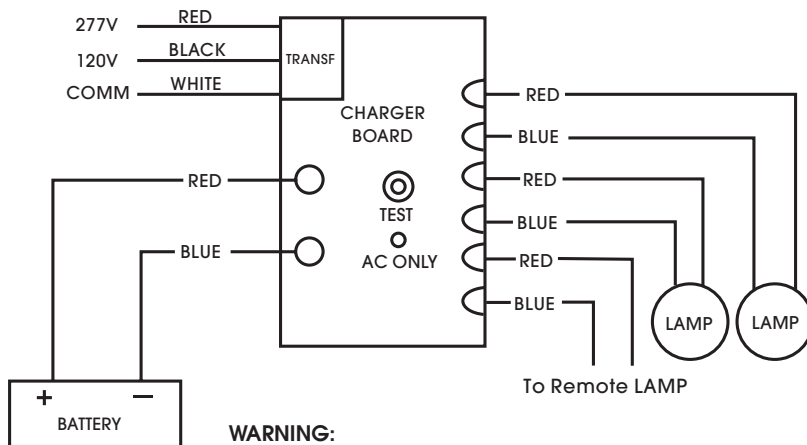 277V RED
120V BLACK
COMM WHITE
TRANSF
CHARGER
BOARD
RED
BLUE
TEST
AC ONLY
RED
BLUE
RED
BLUE
RED
BLUE
LAMP
LAMP
To Remote LAMP
+ —
BATTERY
WARNING: